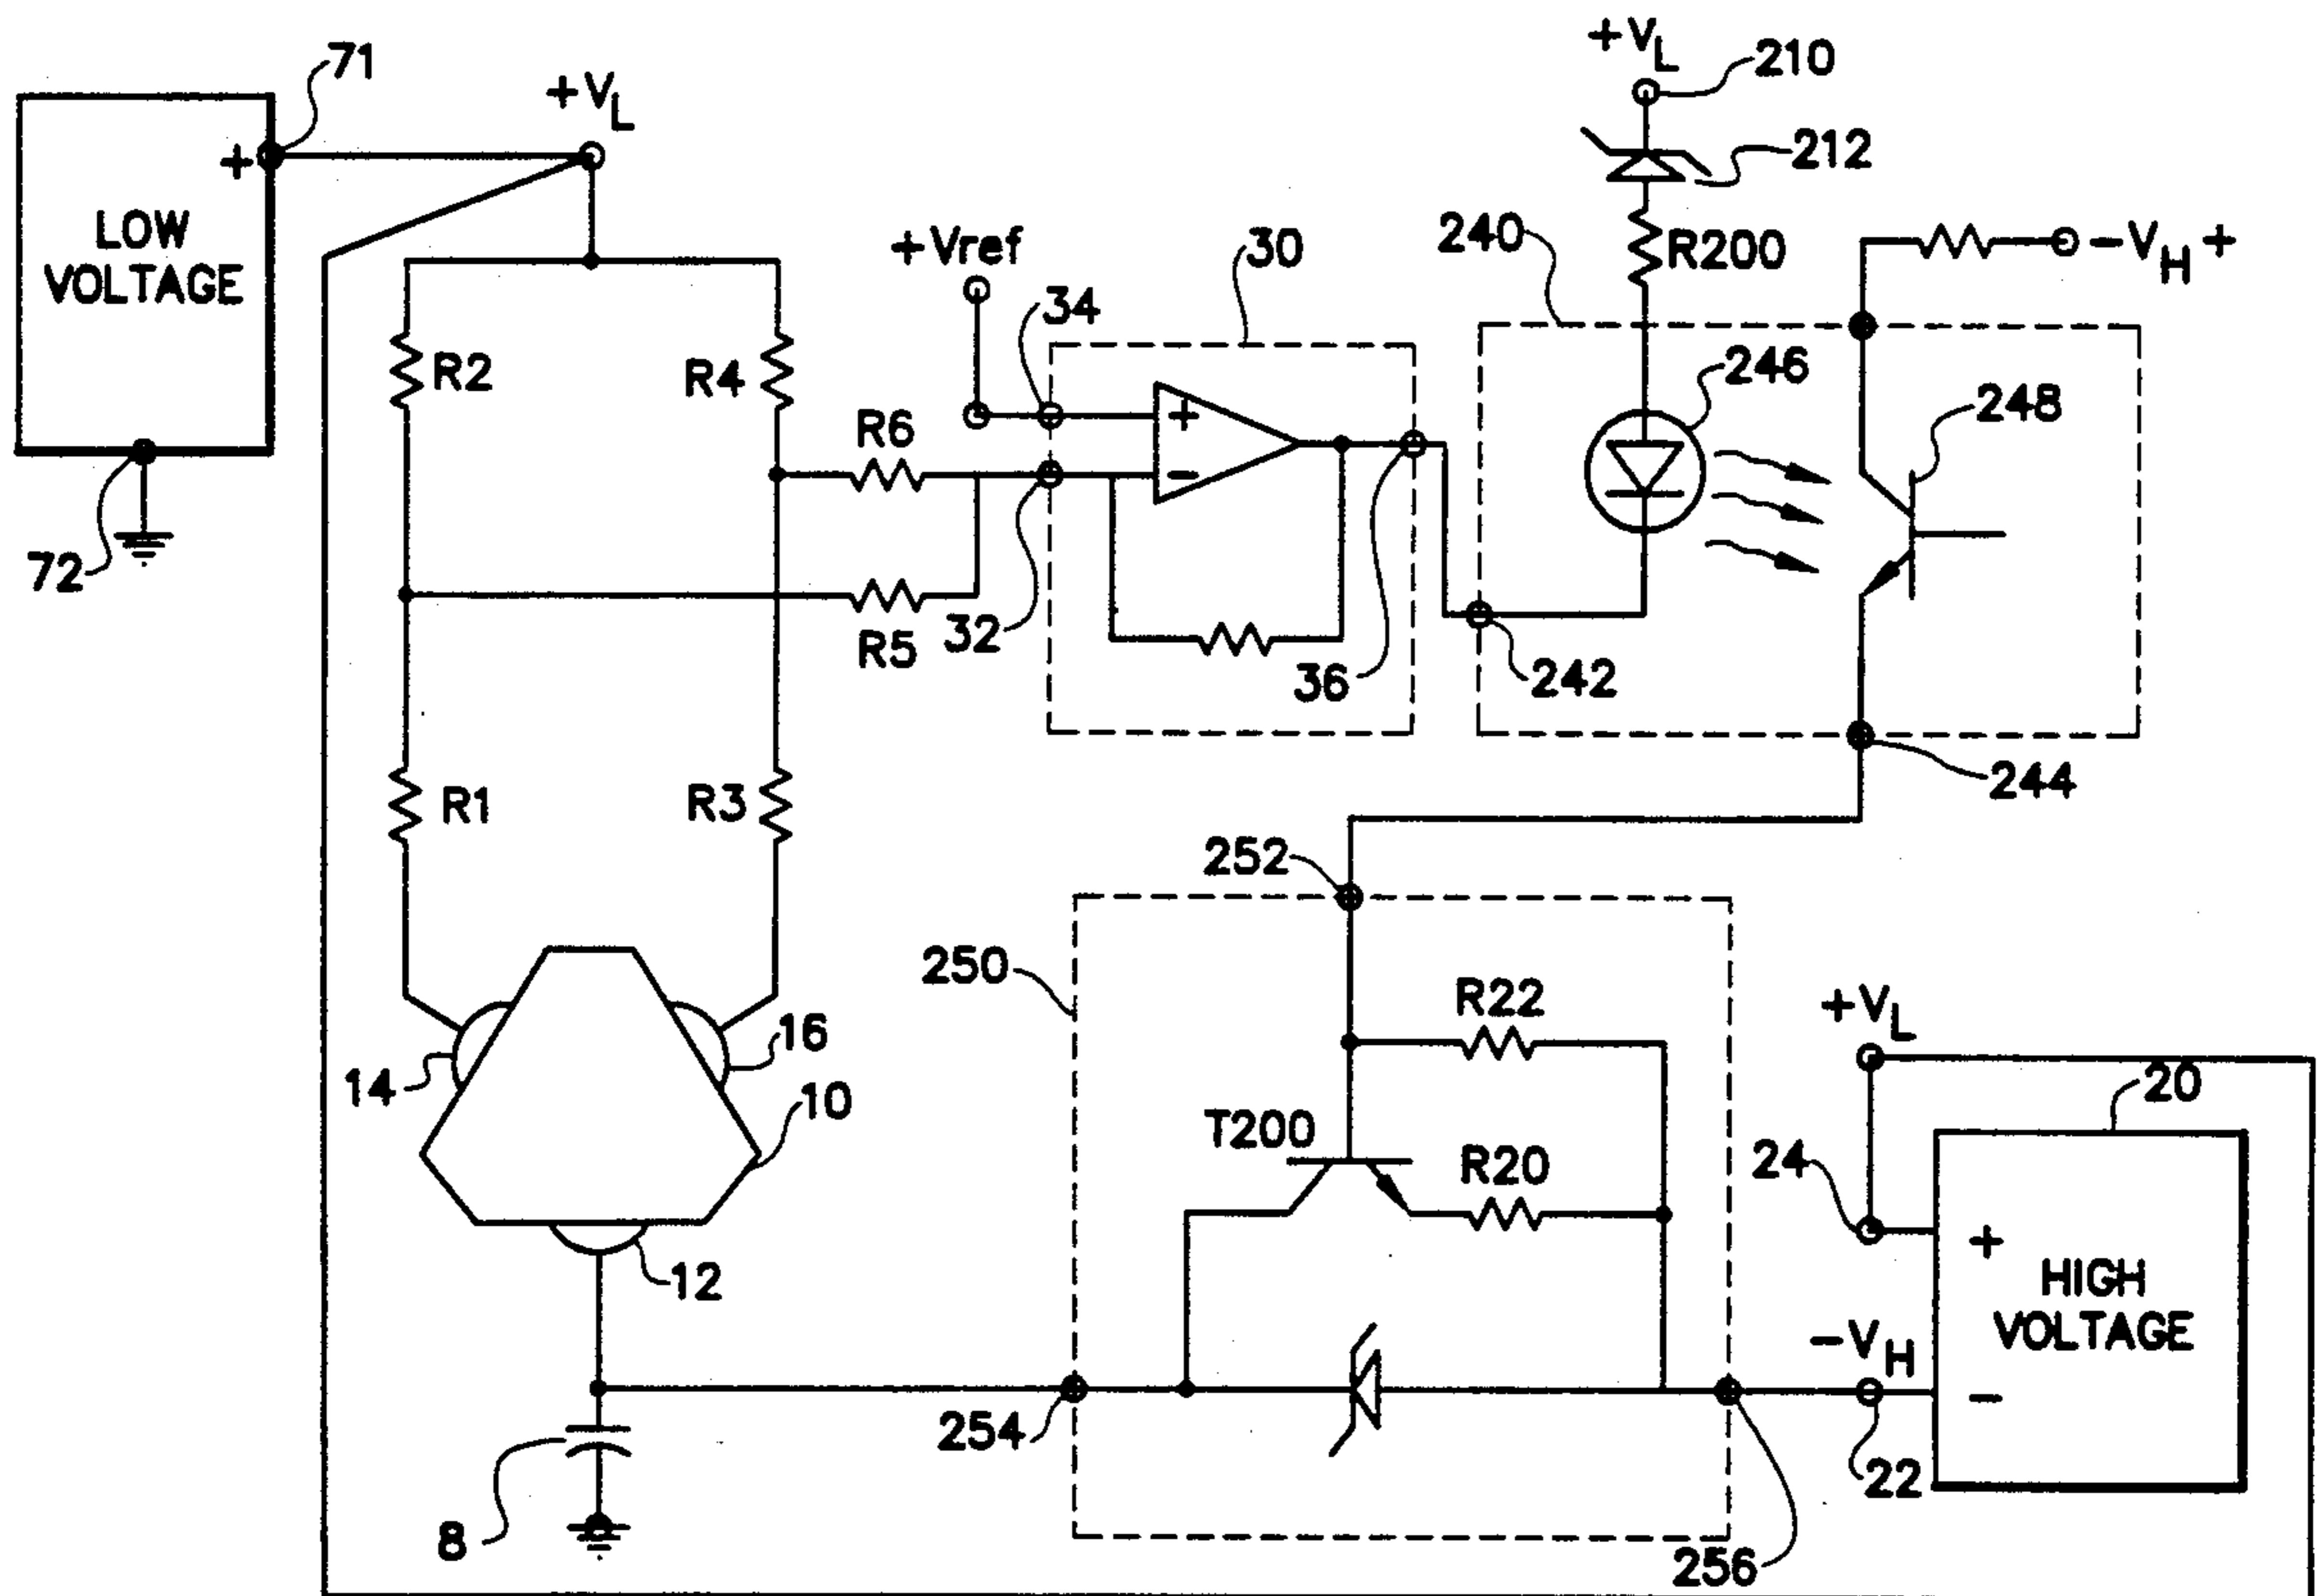 71
+VL
+VL
210
212
+
LOW
VOLTAGE
72
R2
R4
+Vref
34
30
240
R200
-VH +
246
248
R6
+
-
32
R5
36
242
244
R1
R3
252
250
R22
+VL
20
14
16
10
T200
R20
24
+
HIGH
VOLTAGE
12
-VH
-
254
22
8
256